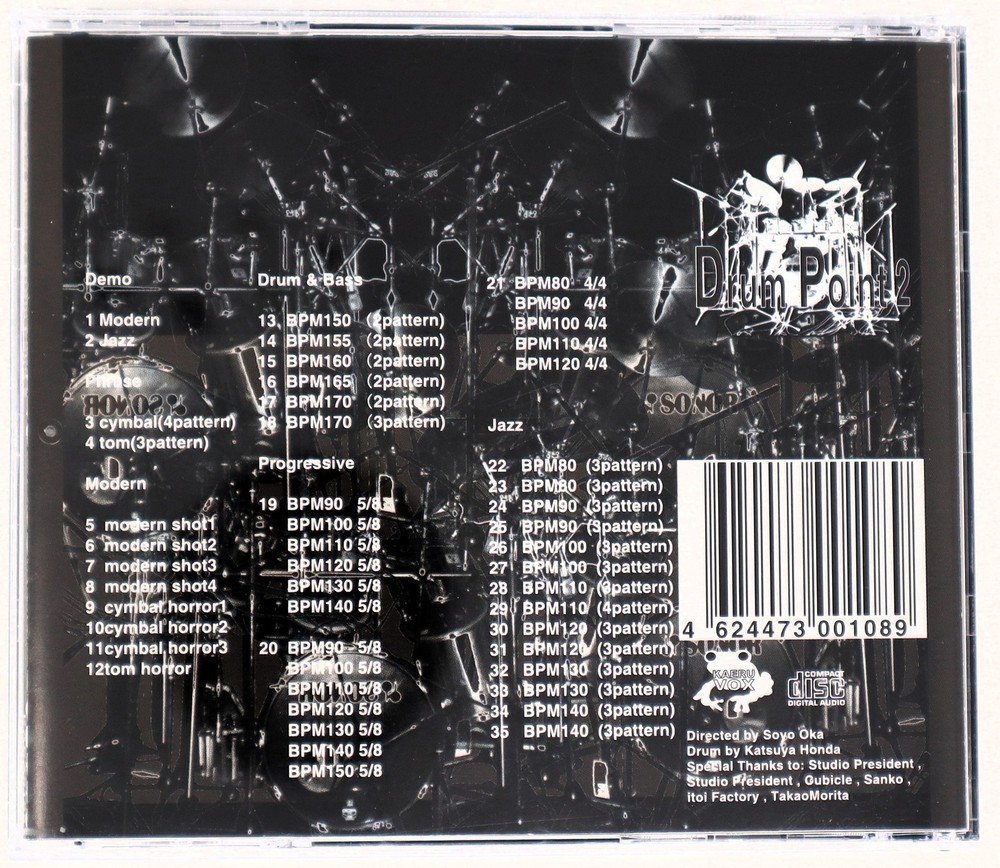 Demo
1 Modern
2 Jazz
Phrase
3 cymbal(4pattern)
4 tom(3pattern)
Modern
5 modern shot1
6 modern shot2
7 modern shot3
8 modern shot4
9 cymbal horror1
10cymbal horror2
11cymbal horror3
12tom horror
Drum & Bass
13, BPM150 (2pattern)
14 BPM155 (2pattern)
15 BPM160 (2pattern)
16 BPM165 (2pattern)
17 BPM170 (2pattern)
18 BPM170 (3pattern)
Progressive
19 BPM90 5/8
BPM100 5/8
BPM110 5/8
BPM120 5/8
BPM130 5/8
BPM140 5/8
20 BPM90 5/8
BPM100 5/8
BPM110 5/8
BPM120 5/8
BPM130 5/8
BPM140 5/8
BPM150 5/8
21 BPM80 4/4
BPM90 4/4
BPM100 4/4
BPM110 4/4
BPM120 4/4
Jazz
22 BPM80 (3pattern)
23 BPM80 (3pattern)
24 BPM90 (3pattern)
25 BPM90 (3pattern)
26 BPM100 (3pattern)
27 BPM100 (3pattern)
28 BPM110 (3pattern)
29 BPM110 (4pattern)
30 BPM120 (3pattern)
31 BPM120 (3pattern)
32 BPM130 (3pattern)
33 BPM130 (3pattern)
34 BPM140 (3pattern)
35 BPM140 (3pattern)
Drum Point 2
SONOR
SONOR
4 624473 001089
KAERU
VOX
COMPACT
disc
DIGITAL AUDIO
Directed by Soyo Oka
Drum by Katsuya Honda
Spesial Thanks to: Studio President ,
Studio President , Gubicle , Sanko ,
Itoi Factory , TakaoMorita